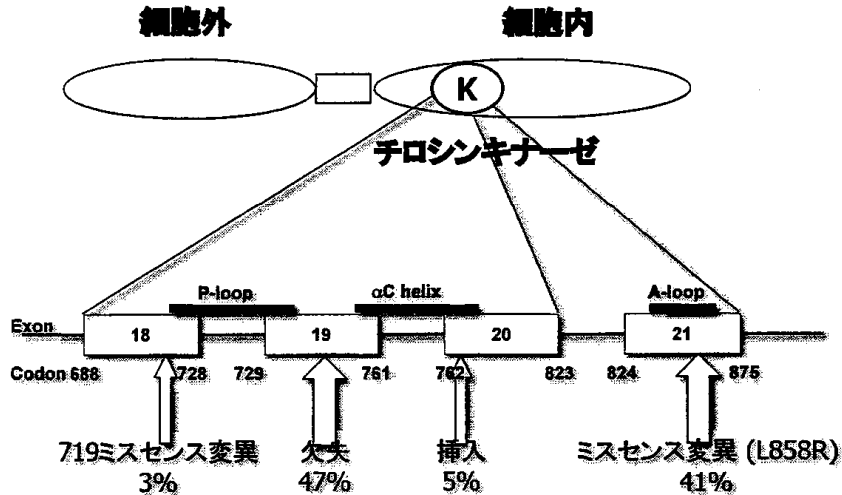 細胞外 細胞内
K
チロシンキナーゼ
P-loop αC helix A-loop
Exon 18 19 20 21
Codon 688 728 729 761 762 823 824 875
719ミスセンス変異 欠失 挿入 ミスセンス変異 (L858R)
3% 47% 5% 41%